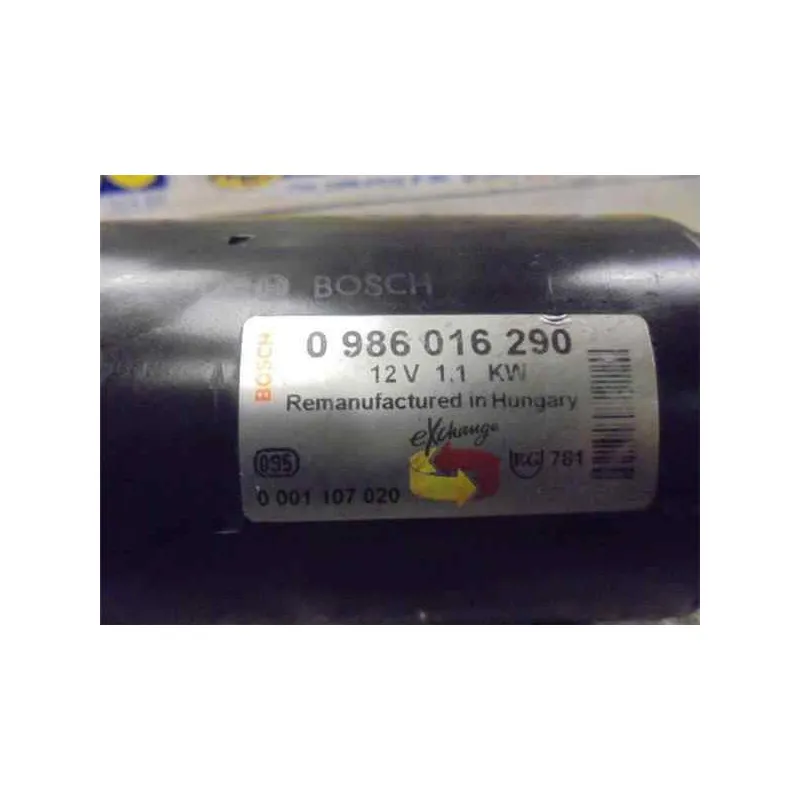 BOSCH
BOSCH
0 986 016 290
12 V 1,1 KW
Remanufactured in Hungary
eXchange
095
781
0 001 107 020